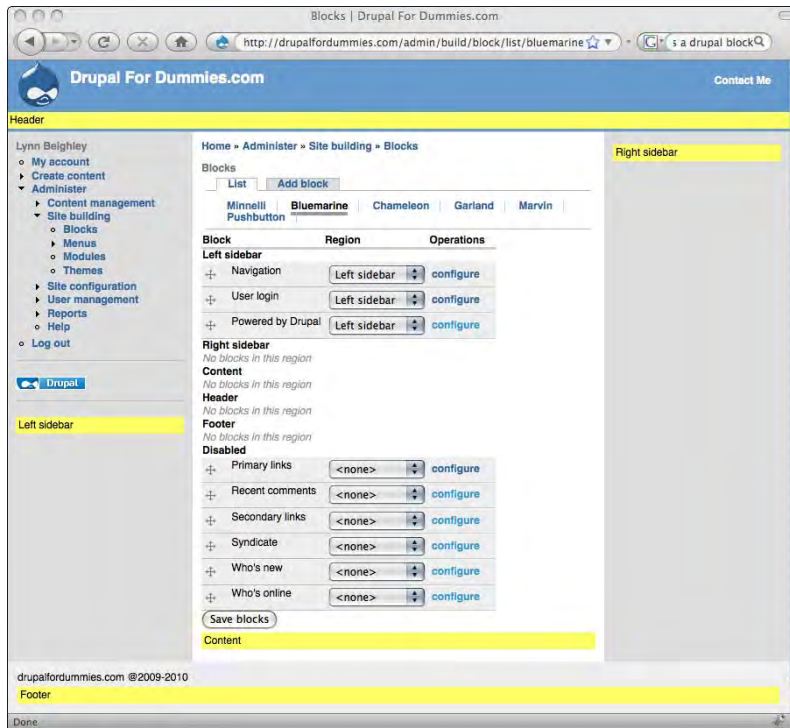 Blocks | Drupal For Dummies.com
http://drupalfordummies.com/admin/build/block/list/bluemarine
s a drupal block
Drupal For Dummies.com
Contact Me
Header
Lynn Beighley
My account
Create content
Administer
Content management
Site building
Blocks
Menus
Modules
Themes
Site configuration
User management
Reports
Help
Log out
Drupal
Left sidebar
Home » Administer » Site building » Blocks
Blocks
List Add block
Minnelli Bluemarine Chameleon Garland Marvin
Pushbutton
Block Region Operations
Left sidebar
Navigation Left sidebar configure
User login Left sidebar configure
Powered by Drupal Left sidebar configure
Right sidebar
No blocks in this region
Content
No blocks in this region
Header
No blocks in this region
Footer
No blocks in this region
Disabled
Primary links <none> configure
Recent comments <none> configure
Secondary links <none> configure
Syndicate <none> configure
Who's new <none> configure
Who's online <none> configure
Save blocks
Content
Right sidebar
drupalfordummies.com @2009-2010
Footer
Done